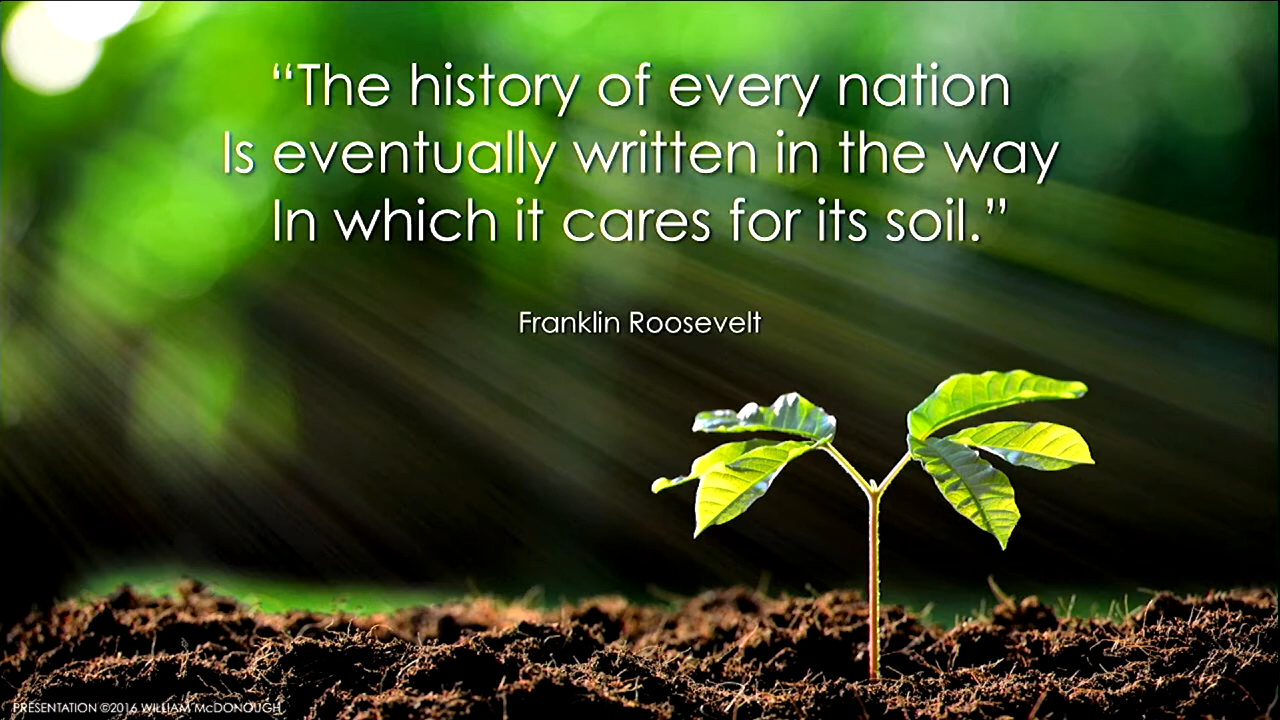 “The history of every nation
Is eventually written in the way
In which it cares for its soil.”
Franklin Roosevelt
PRESENTATION ©2016 WILLIAM McDONOUGH